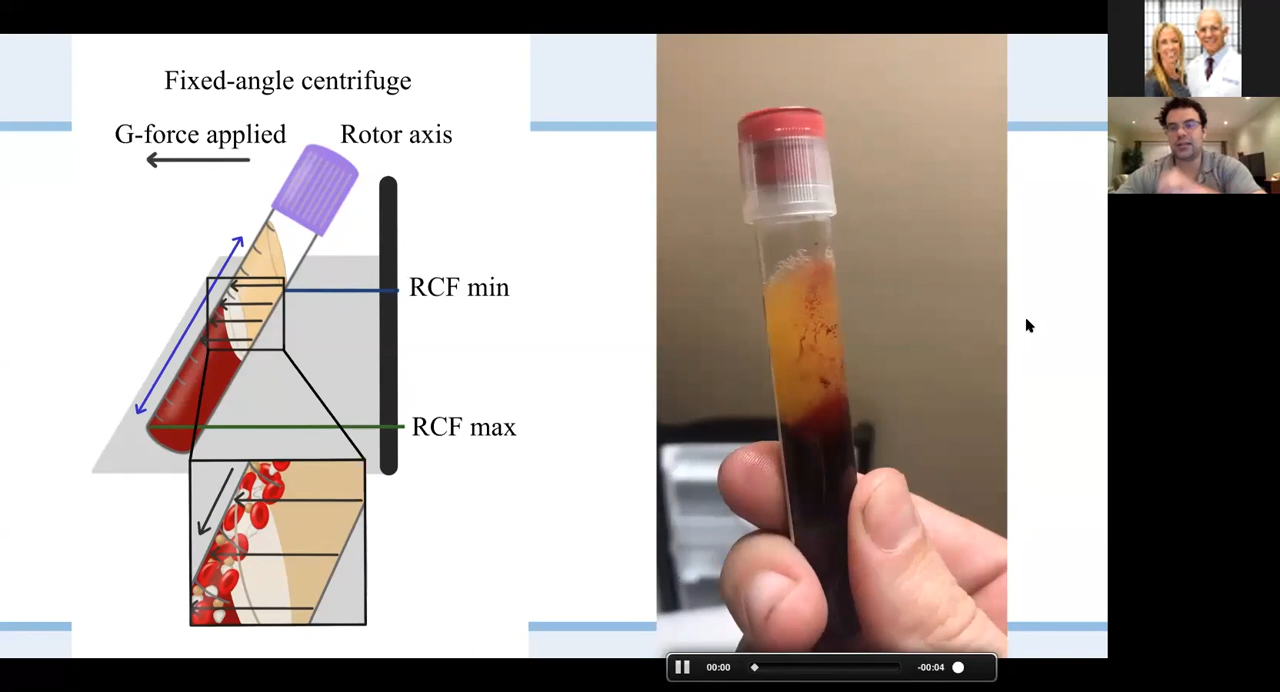 Fixed-angle centrifuge
G-force applied
Rotor axis
RCF min
RCF max
00:00
-00:04